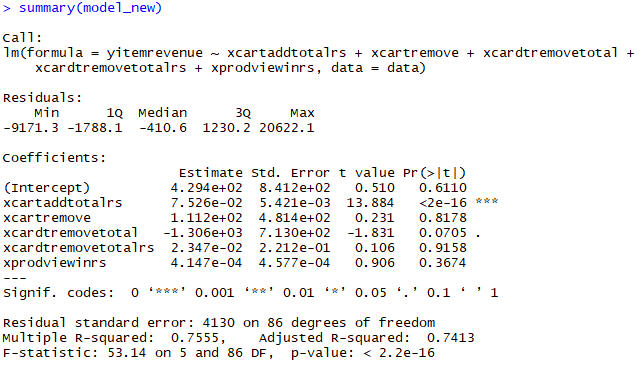 > summary(model_new)
Call:
lm(formula = yitemrevenue ~ xcartaddtotalrs + xcartremove + xcardtremovetotal +
    xcardtremovetotalrs + xprodviewinrs, data = data)
Residuals:
    Min      1Q  Median      3Q     Max
-9171.3 -1788.1  -410.6  1230.2 20622.1
Coefficients:
                      Estimate Std. Error t value Pr(>|t|)
(Intercept)          4.294e+02  8.412e+02   0.510   0.6110
xcartaddtotalrs      7.526e-02  5.421e-03  13.884   <2e-16 ***
xcartremove          1.112e+02  4.814e+02   0.231   0.8178
xcardtremovetotal   -1.306e+03  7.130e+02  -1.831   0.0705 .
xcardtremovetotalrs  2.347e-02  2.212e-01   0.106   0.9158
xprodviewinrs        4.147e-04  4.577e-04   0.906   0.3674
---
Signif. codes:  0 ‘***’ 0.001 ‘**’ 0.01 ‘*’ 0.05 ‘.’ 0.1 ‘ ’ 1
Residual standard error: 4130 on 86 degrees of freedom
Multiple R-squared:  0.7555,    Adjusted R-squared:  0.7413
F-statistic: 53.14 on 5 and 86 DF,  p-value: < 2.2e-16